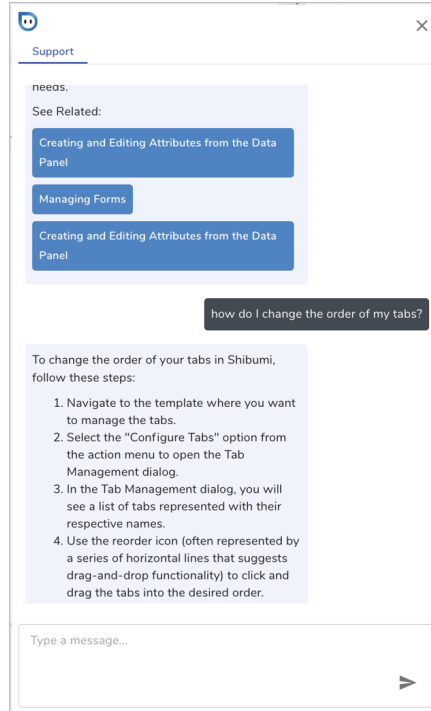 Support
needs.
See Related:
Creating and Editing Attributes from the Data
Panel
Managing Forms
Creating and Editing Attributes from the Data
Panel
how do I change the order of my tabs?
To change the order of your tabs in Shibumi,
follow these steps:
1. Navigate to the template where you want
to manage the tabs.
2. Select the "Configure Tabs" option from
the action menu to open the Tab
Management dialog.
3. In the Tab Management dialog, you will
see a list of tabs represented with their
respective names.
4. Use the reorder icon (often represented by
a series of horizontal lines that suggests
drag-and-drop functionality) to click and
drag the tabs into the desired order.
Type a message...